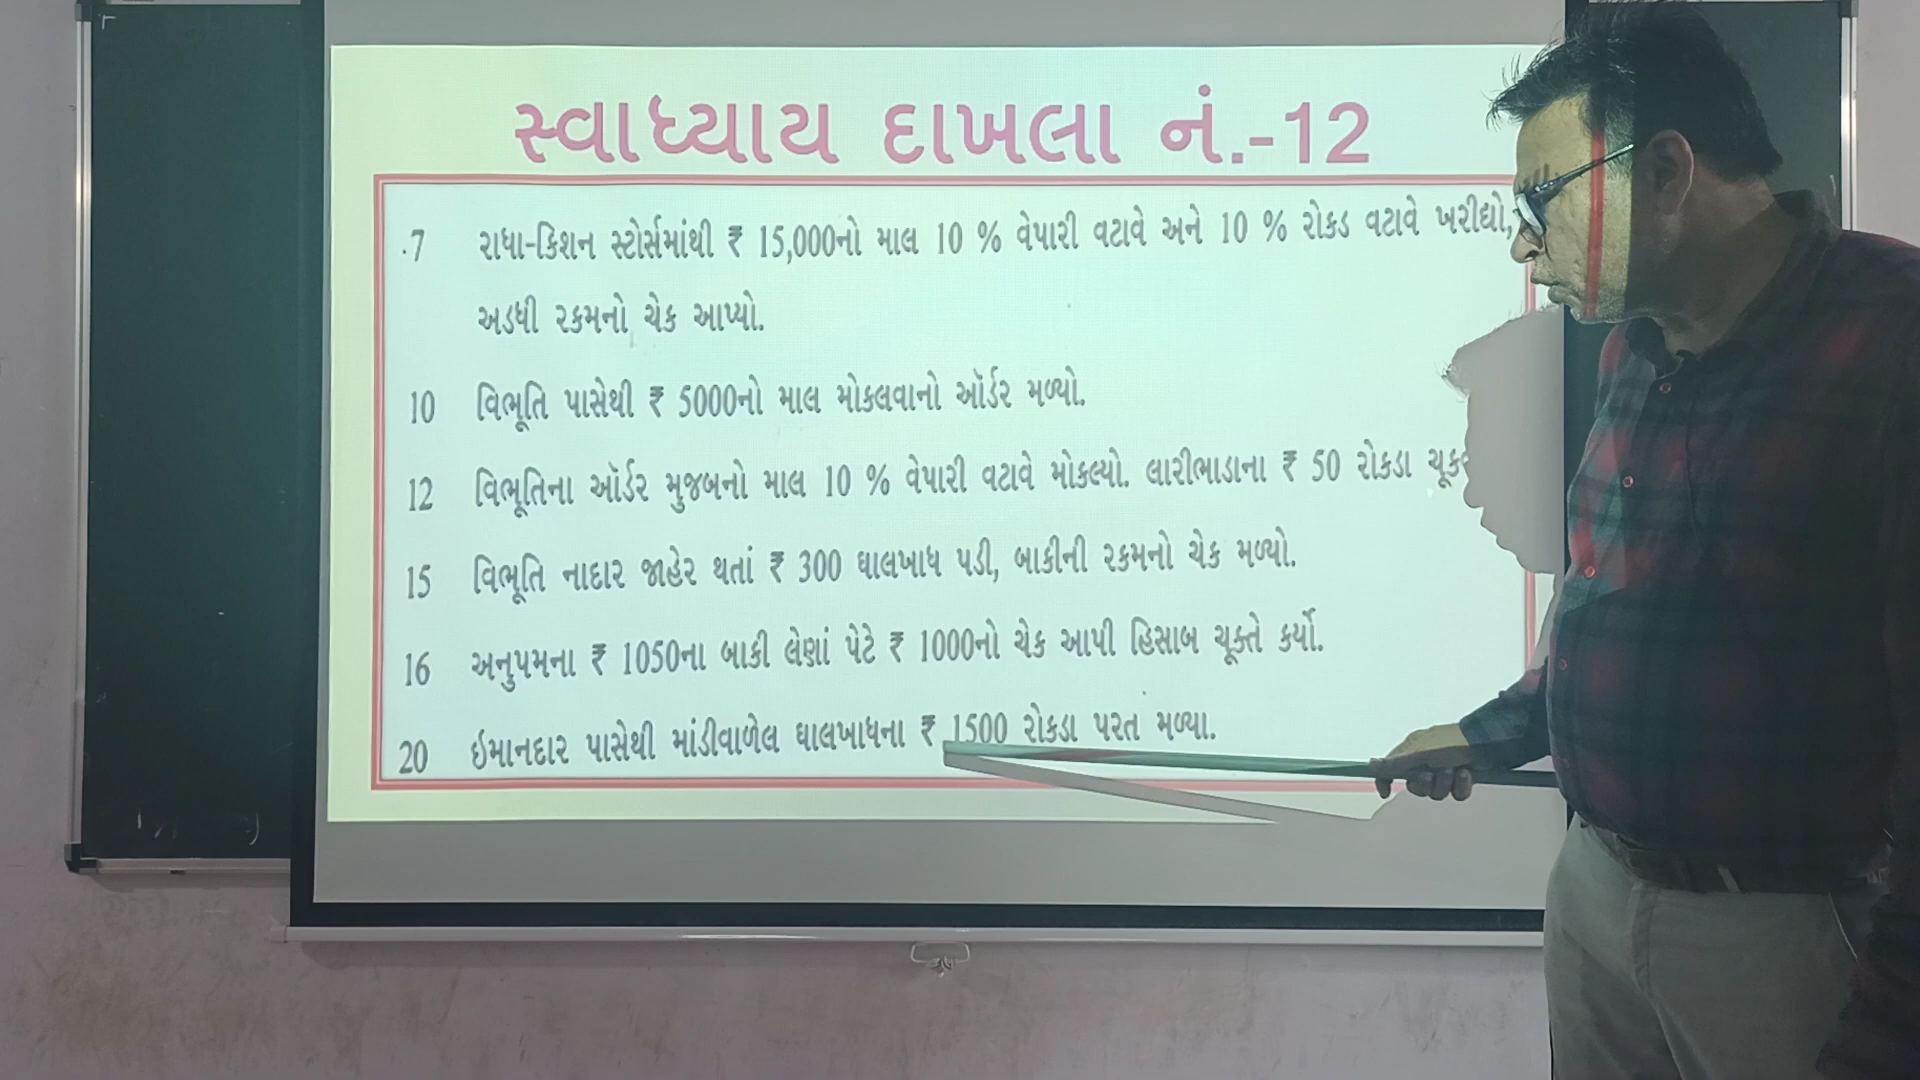 સ્વાધ્યાય દાખલા નં.-12
7 રાધા-કિશન સ્ટોર્સમાંથી ₹ 15,000નો માલ 10 % વેપારી વટાવે અને 10 % રોકડ વટાવે ખરીદ્યો,
અડધી રકમનો ચેક આપ્યો.
10 વિભૂતિ પાસેથી ₹ 5000નો માલ મોકલવાનો ઑર્ડર મળ્યો.
12 વિભૂતિના ઑર્ડર મુજબનો માલ 10 % વેપારી વટાવે મોકલ્યો. લારીભાડાના ₹ 50 રોકડા
15 વિભૂતિ નાદાર જાહેર થતાં ₹ 300 ઘાલખાધ પડી, બાકીની રકમનો ચેક મળ્યો.
16 અનુપમના ₹ 1050ના બાકી લેણાં પેટે ₹ 1000નો ચેક આપી હિસાબ ચૂક્તે કર્યો.
20 ઇમાનદાર પાસેથી માંડીવાળેલ ઘાલખાધના ₹ 1500 રોકડા પરત મળ્યા.